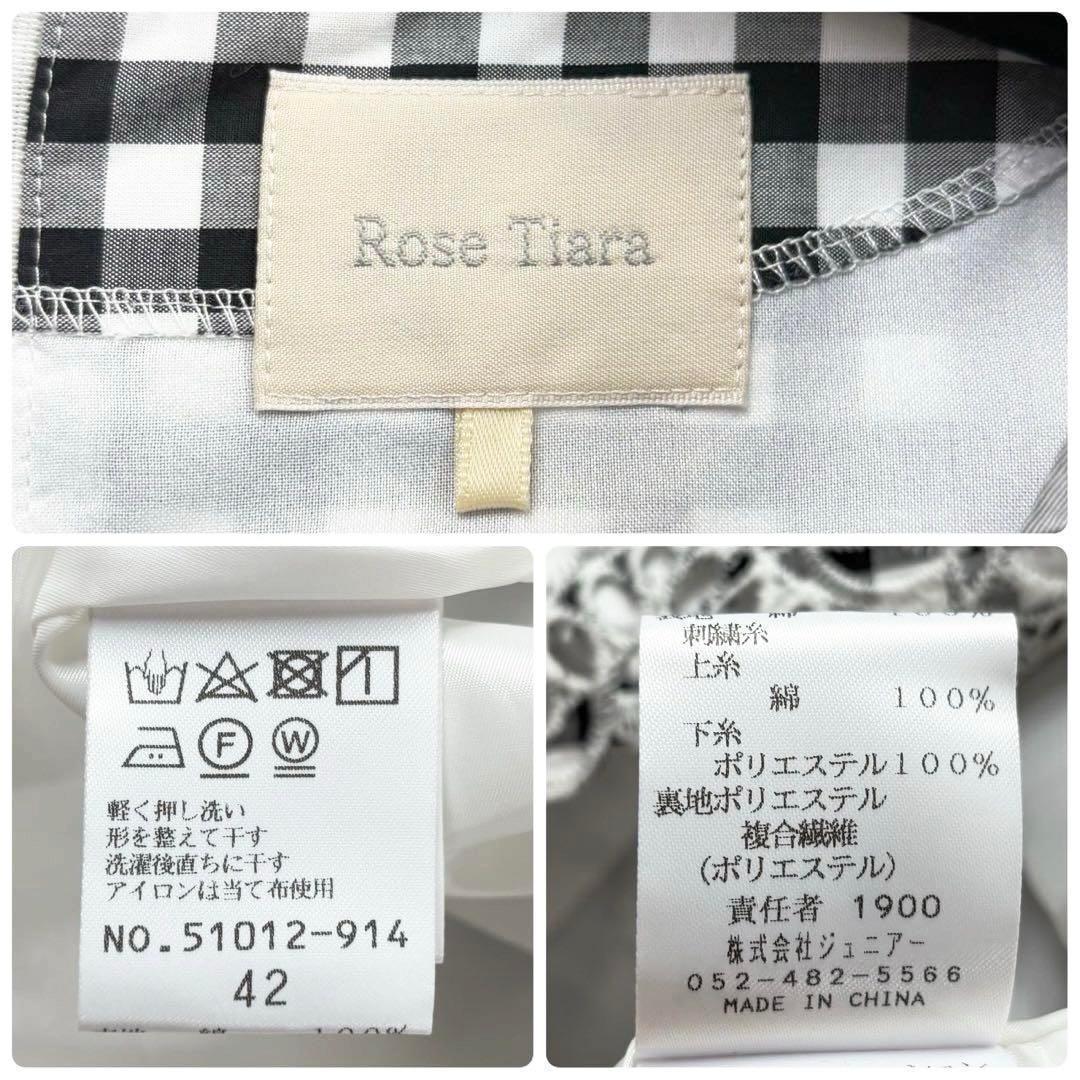 Rose Tiara
F W
軽く押し洗い
形を整えて干す
洗濯後直ちに干す
アイロンは当て布使用
NO.51012-914
42
綿 100%
綿 100%
刺繍糸
上糸
綿 100%
下糸
ポリエステル100%
裏地ポリエステル
複合繊維
(ポリエステル)
責任者 1900
株式会社ジュニアー
052-482-5566
MADE IN CHINA